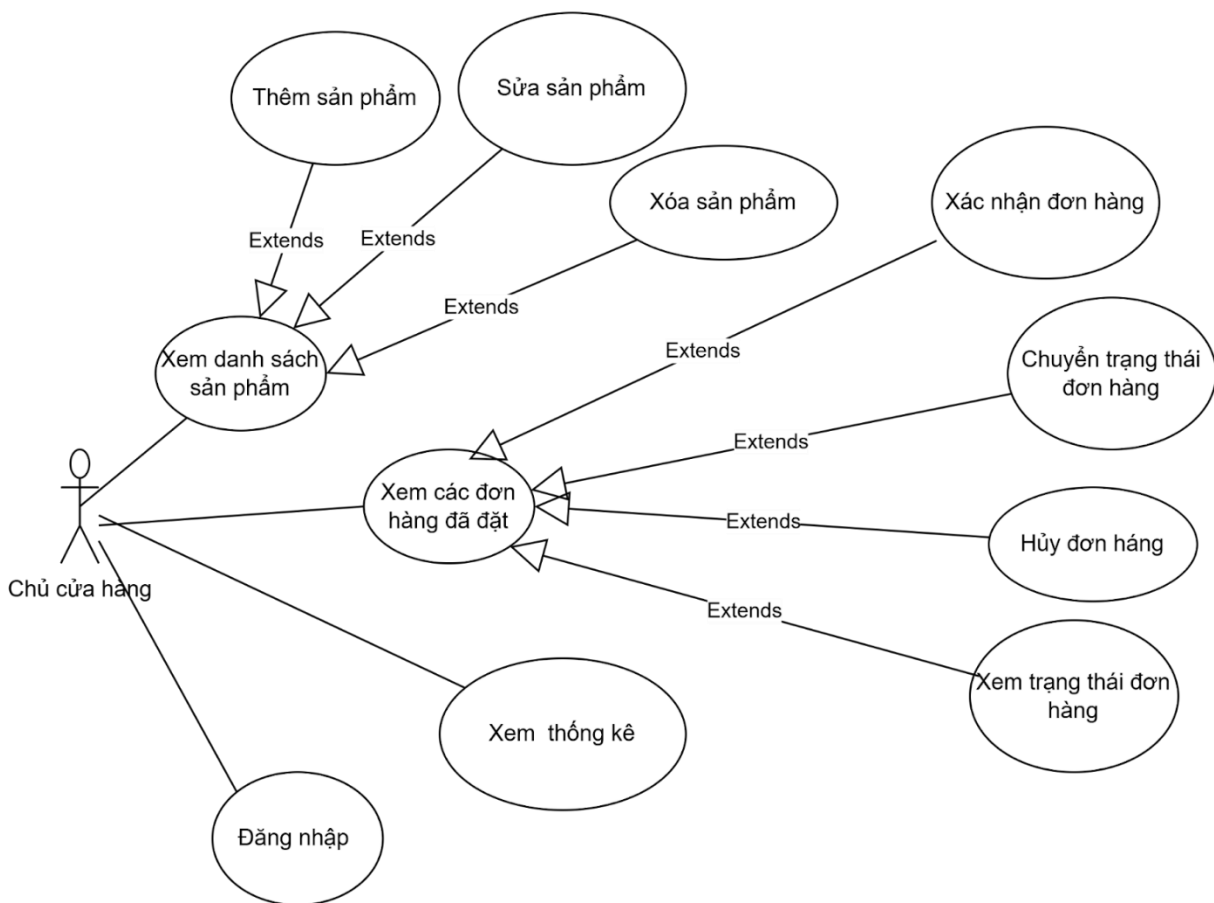 Thêm sản phẩm
Sửa sản phẩm
Xóa sản phẩm
Xác nhận đơn hàng
Extends
Extends
Extends
Extends
Xem danh sách
sản phẩm
Chuyển trạng thái
đơn hàng
Extends
Xem các đơn
hàng đã đặt
Extends
Hủy đơn háng
Chủ cửa hàng
Extends
Xem trạng thái đơn
hàng
Xem thống kê
Đăng nhập